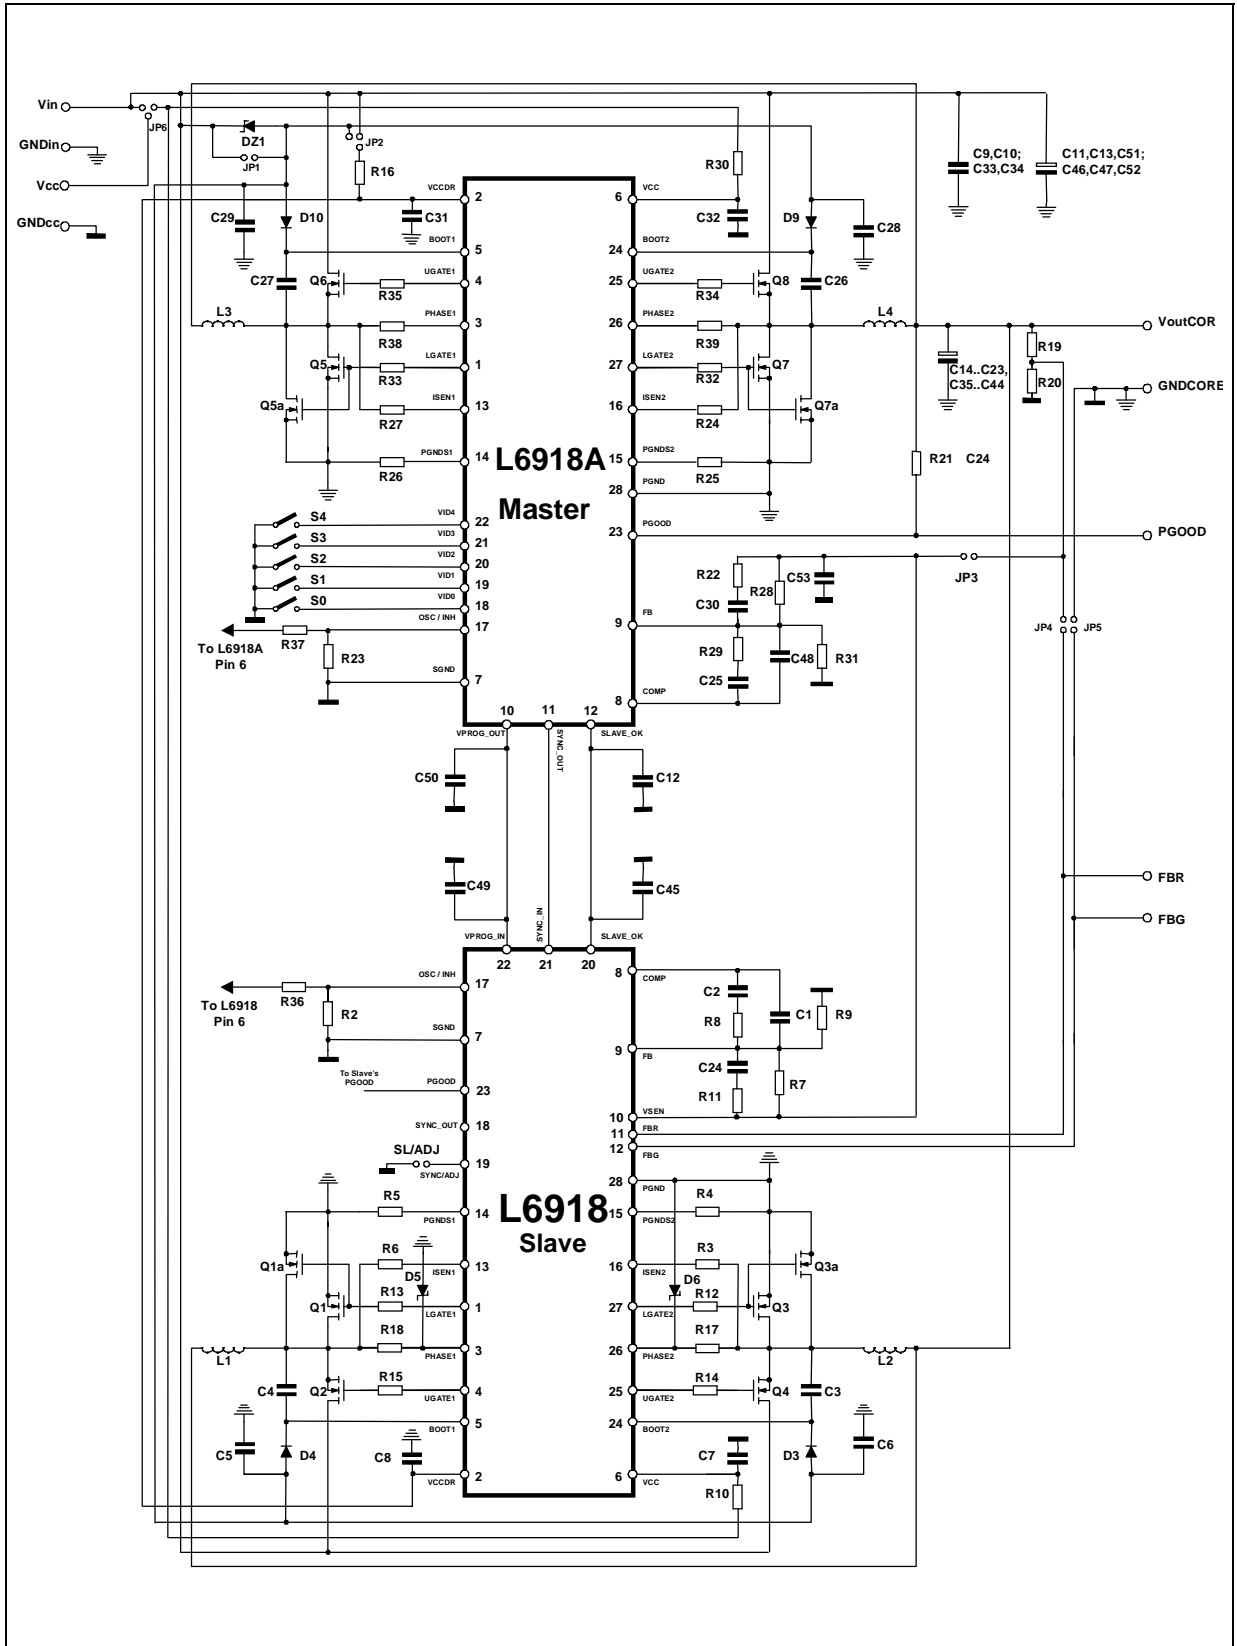 Vin
JP6
GNDin
DZ1
JP1
JP2
R16
R30
C9,C10;
C33,C34
C11,C13,C51;
C46,C47,C52
Vcc
GNDcc
C29
D10
VCCDR
2
C31
6
VCC
C32
D9
C28
BOOT1
5
24
BOOT2
C27
Q6
R35
UGATE1
4
25
UGATE2
R34
Q8
C26
L3
R38
PHASE1
3
26
PHASE2
R39
L4
VoutCOR
Q5
R33
LGATE1
1
27
LGATE2
R32
Q7
C14..C23,
C35..C44
R19
R20
GNDCORE
Q5a
R27
ISEN1
13
16
ISEN2
R24
Q7a
R26
PGNDS1
14
L6918A
Master
15
PGNDS2
R25
R21 C24
28
PGND
23
PGOOD
PGOOD
S4
VID4
22
S3
VID3
21
S2
VID2
20
S1
VID1
19
S0
VID0
18
OSC / INH
17
To L6918A
Pin 6
R37
R23
SGND
7
R22
C30
R28
C53
JP3
9
FB
R29
C25
C48
R31
8
COMP
JP4
JP5
10
11
12
VPROG_OUT
SYNC_OUT
SLAVE_OK
C50
C12
C49
C45
FBR
FBG
VPROG_IN
SYNC_IN
SLAVE_OK
22
21
20
OSC / INH
17
To L6918
Pin 6
R36
R2
SGND
7
8
COMP
C2
R8
C1
R9
9
FB
C24
R11
R7
To Slave's
PGOOD
PGOOD
23
SYNC_OUT
18
SL/ADJ
19
SYNC/ADJ
10
VSEN
11
FBR
12
FBG
28
PGND
L6918
Slave
R5
14
PGNDS1
15
PGNDS2
R4
Q1a
R6
13
ISEN1
D5
16
ISEN2
R3
D6
Q3a
Q1
R13
1
LGATE1
27
LGATE2
R12
Q3
L1
R18
3
PHASE1
26
PHASE2
R17
L2
C4
Q2
R15
4
UGATE1
25
UGATE2
R14
Q4
C3
5
BOOT1
24
BOOT2
C5
D4
C8
2
VCCDR
6
VCC
C7
R10
D3
C6